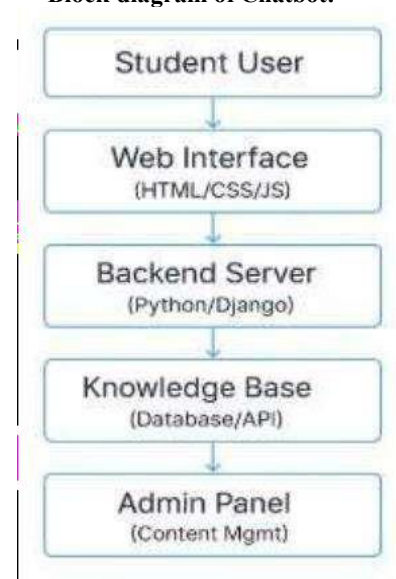 Block diagram of Chatbot:
Student User
Web Interface
(HTML/CSS/JS)
Backend Server
(Python/Django)
Knowledge Base
(Database/API)
Admin Panel
(Content Mgmt)